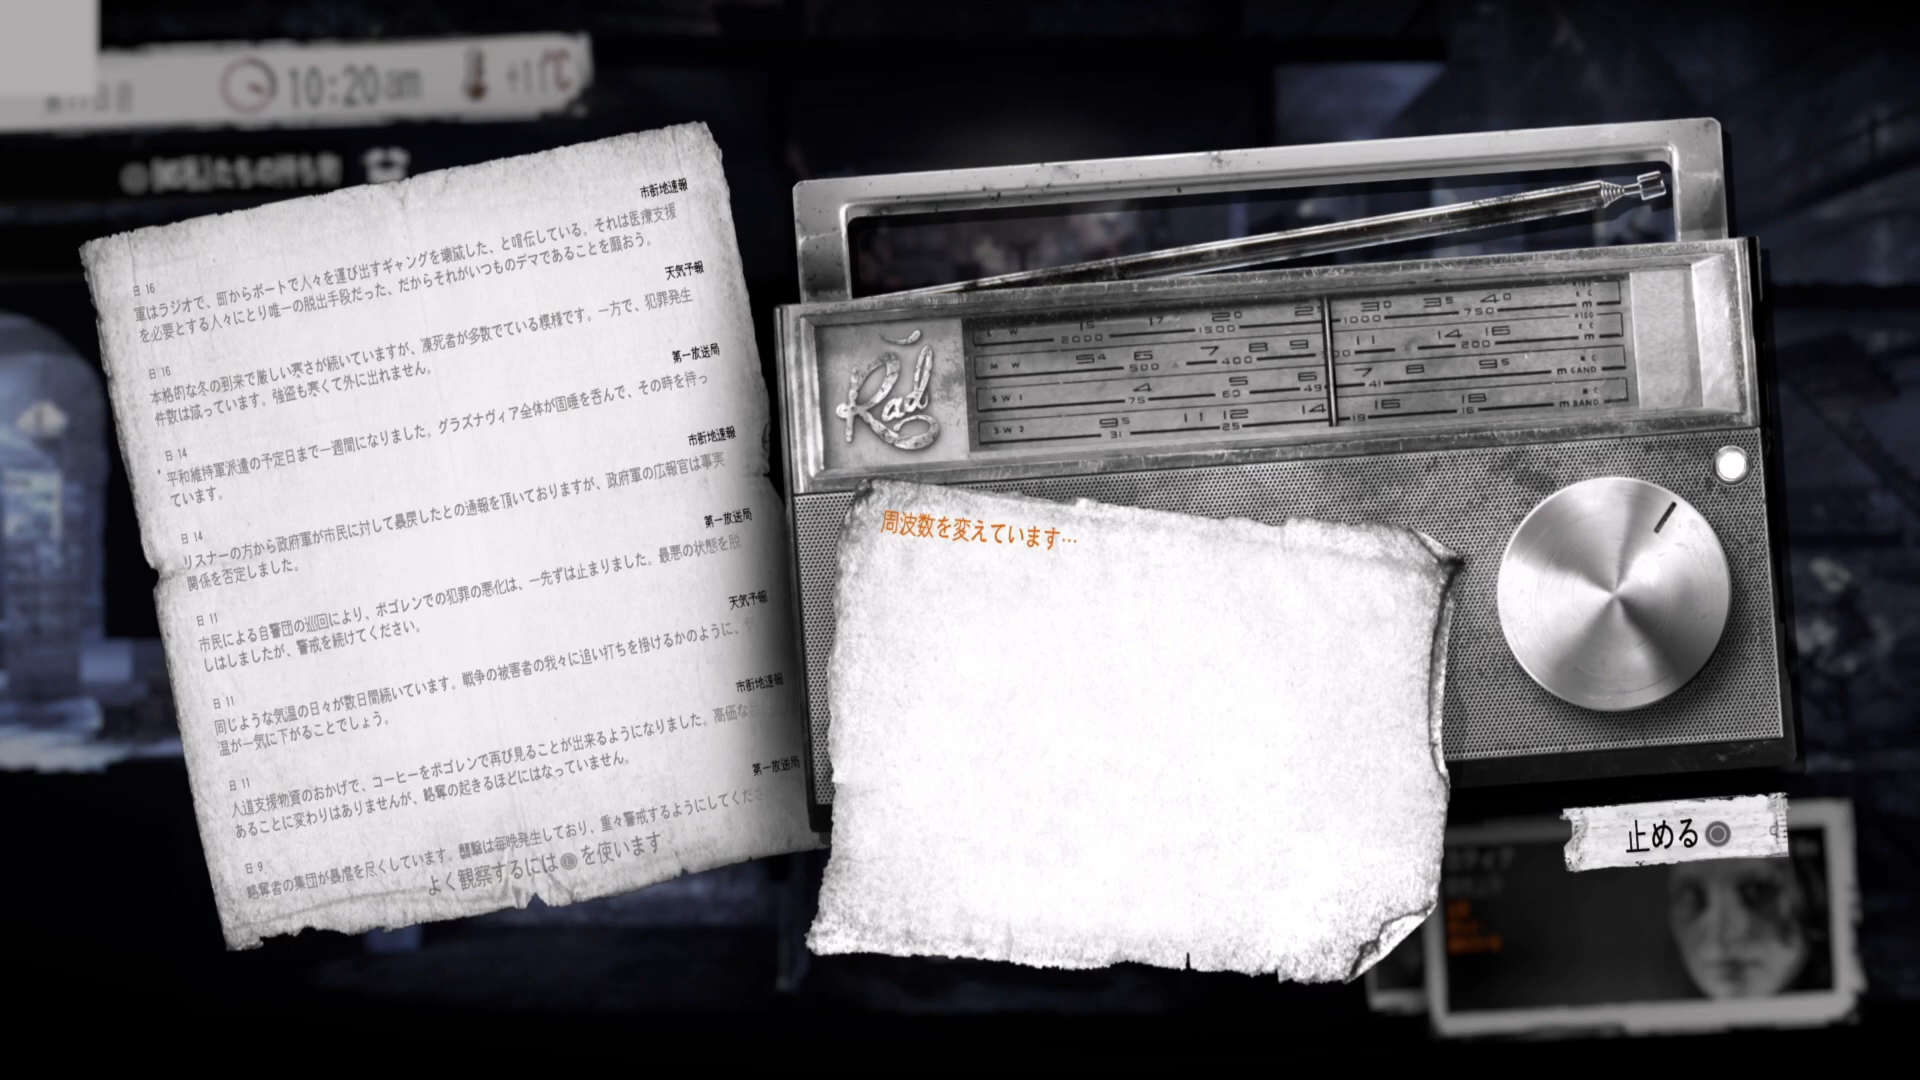 10:20am
市街地速報
日 16
軍はラジオで、町からボートで人々を運び出すギャングを壊滅した、と喧伝している。それは医療支援
を必要とする人々にとり唯一の脱出手段だった、だからそれがいつものデマであることを願おう。
天気予報
日 16
本格的な冬の到来で厳しい寒さが続いていますが、凍死者が多数でている模様です。一方で、犯罪発生
件数は減っています。強盗も寒くて外に出れません。
第一放送局
日 14
平和維持軍派遣の予定日まで一週間になりました。グラズナヴィア全体が固唾を呑んで、その時を待っ
ています。
市街地速報
日 14
リスナーの方から政府軍が市民に対して暴戻したとの通報を頂いておりますが、政府軍の広報官は事実
関係を否定しました。
第一放送局
日 11
市民による自警団の巡回により、ポゴレンでの犯罪の悪化は、一先ずは止まりました。最悪の状態を脱
しはしましたが、警戒を続けてください。
天気予報
日 11
同じような気温の日々が数日間続いています。戦争の被害者の我々に追い打ちを掛けるかのように、
温が一気に下がることでしょう。
市街地速報
日 11
人道支援物資のおかげで、コーヒーをポゴレンで再び見ることが出来るようになりました。高価な
あることに変わりはありませんが、略奪の起きるほどにはなっていません。
第一放送局
日 9
略奪者の集団が暴虐を尽くしています。襲撃は毎晩発生しており、重々警戒するようにしてくださ
よく観察するには Ⓛ を使います
Rad
周波数を変えています…
止める